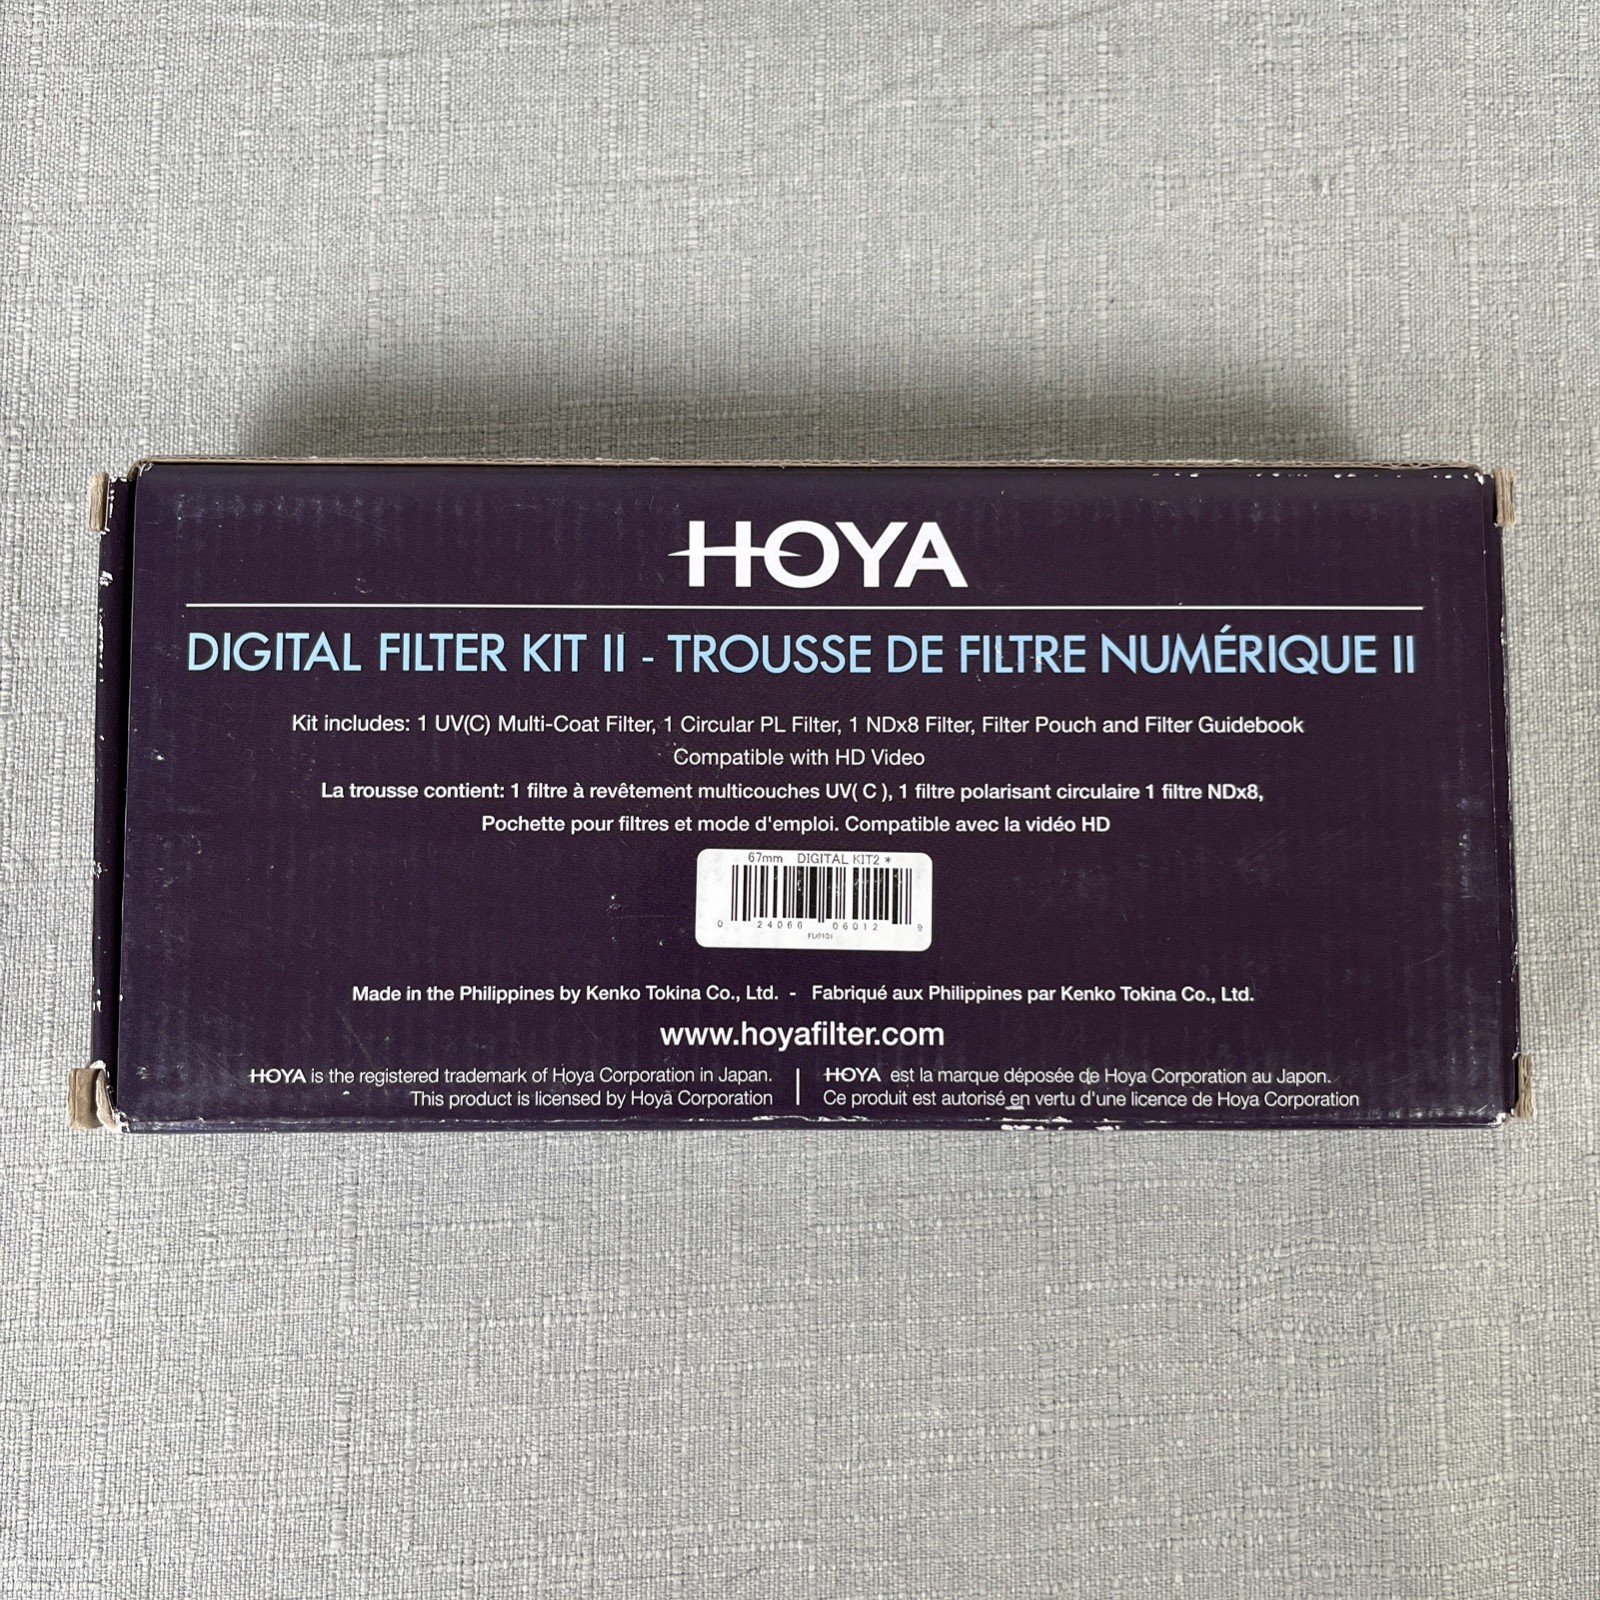 HOYA
DIGITAL FILTER KIT II - TROUSSE DE FILTRE NUMÉRIQUE II
Kit includes: 1 UV(C) Multi-Coat Filter, 1 Circular PL Filter, 1 NDx8 Filter, Filter Pouch and Filter Guidebook
Compatible with HD Video
La trousse contient: 1 filtre à revêtement multicouches UV( C ), 1 filtre polarisant circulaire 1 filtre NDx8,
Pochette pour filtres et mode d'emploi. Compatible avec la vidéo HD
67mm DIGITAL KIT2 *
0 24066 06012 9
FU0101
Made in the Philippines by Kenko Tokina Co., Ltd. - Fabriqué aux Philippines par Kenko Tokina Co., Ltd.
www.hoyafilter.com
HOYA is the registered trademark of Hoya Corporation in Japan.
This product is licensed by Hoya Corporation
HOYA est la marque déposée de Hoya Corporation au Japon.
Ce produit est autorisé en vertu d'une licence de Hoya Corporation